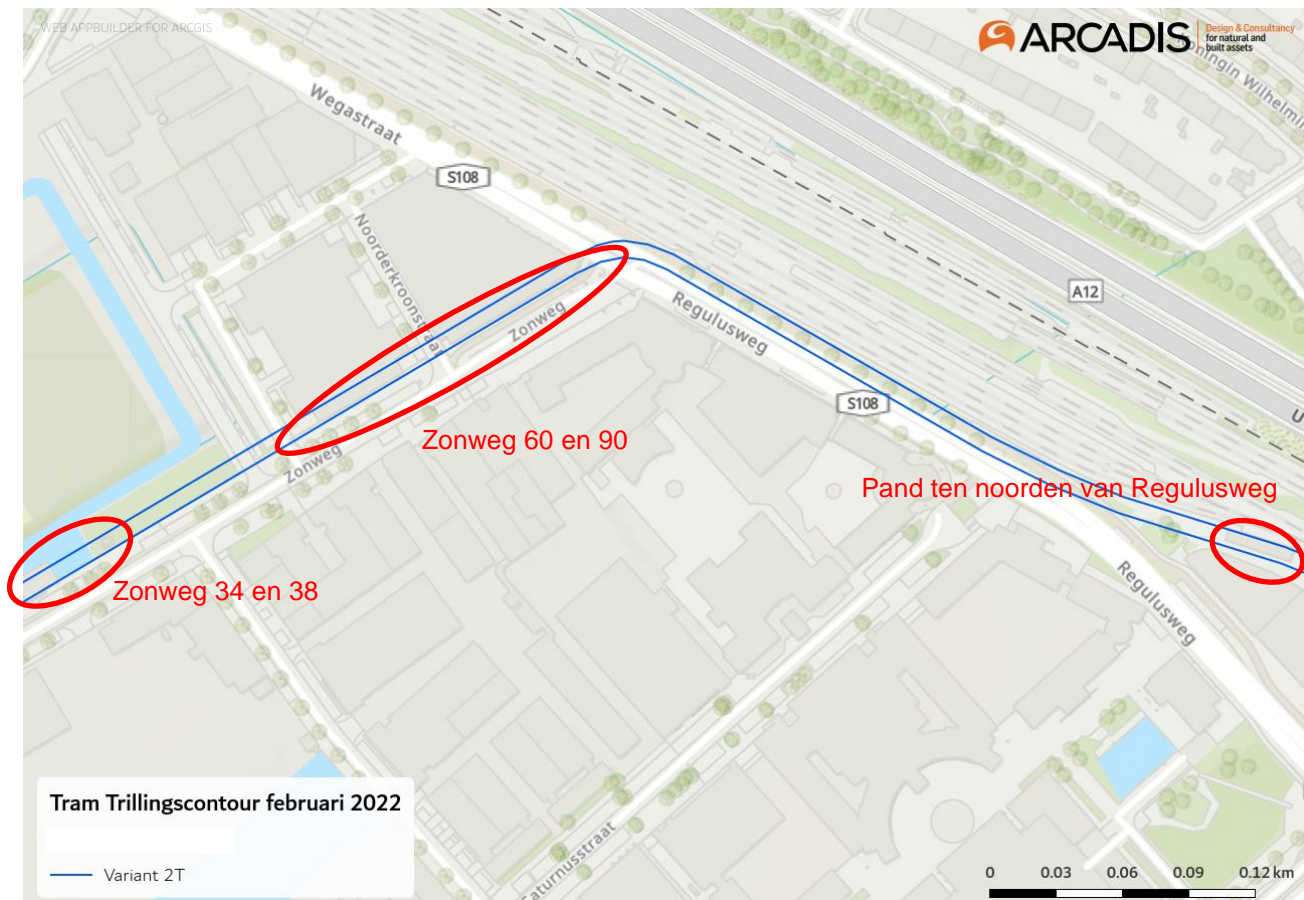 WEB APPBUILDER FOR ARCGIS
ARCADIS
Design & Consultancy
for natural and
built assets
Wegastraat
S108
Noorderkroonstraat
A12
Zonweg
Regulusweg
S108
Zonweg 60 en 90
Zonweg
Pand ten noorden van Regulusweg
Zonweg 34 en 38
Regulusweg
Tram Trillingscontour februari 2022
Variant 2T
0 0.03 0.06 0.09 0.12 km